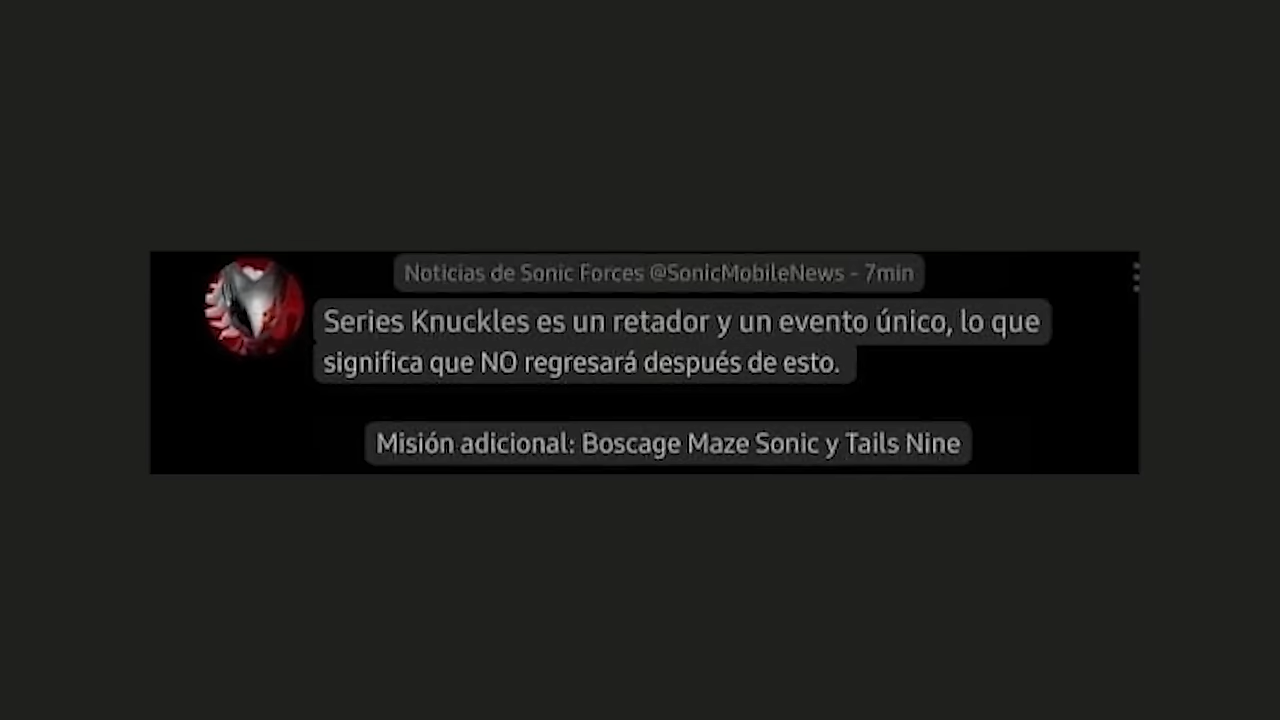 Noticias de Sonic Forces @SonicMobileNews - 7min
Series Knuckles es un retador y un evento único, lo que
significa que NO regresará después de esto.
Misión adicional: Boscage Maze Sonic y Tails Nine